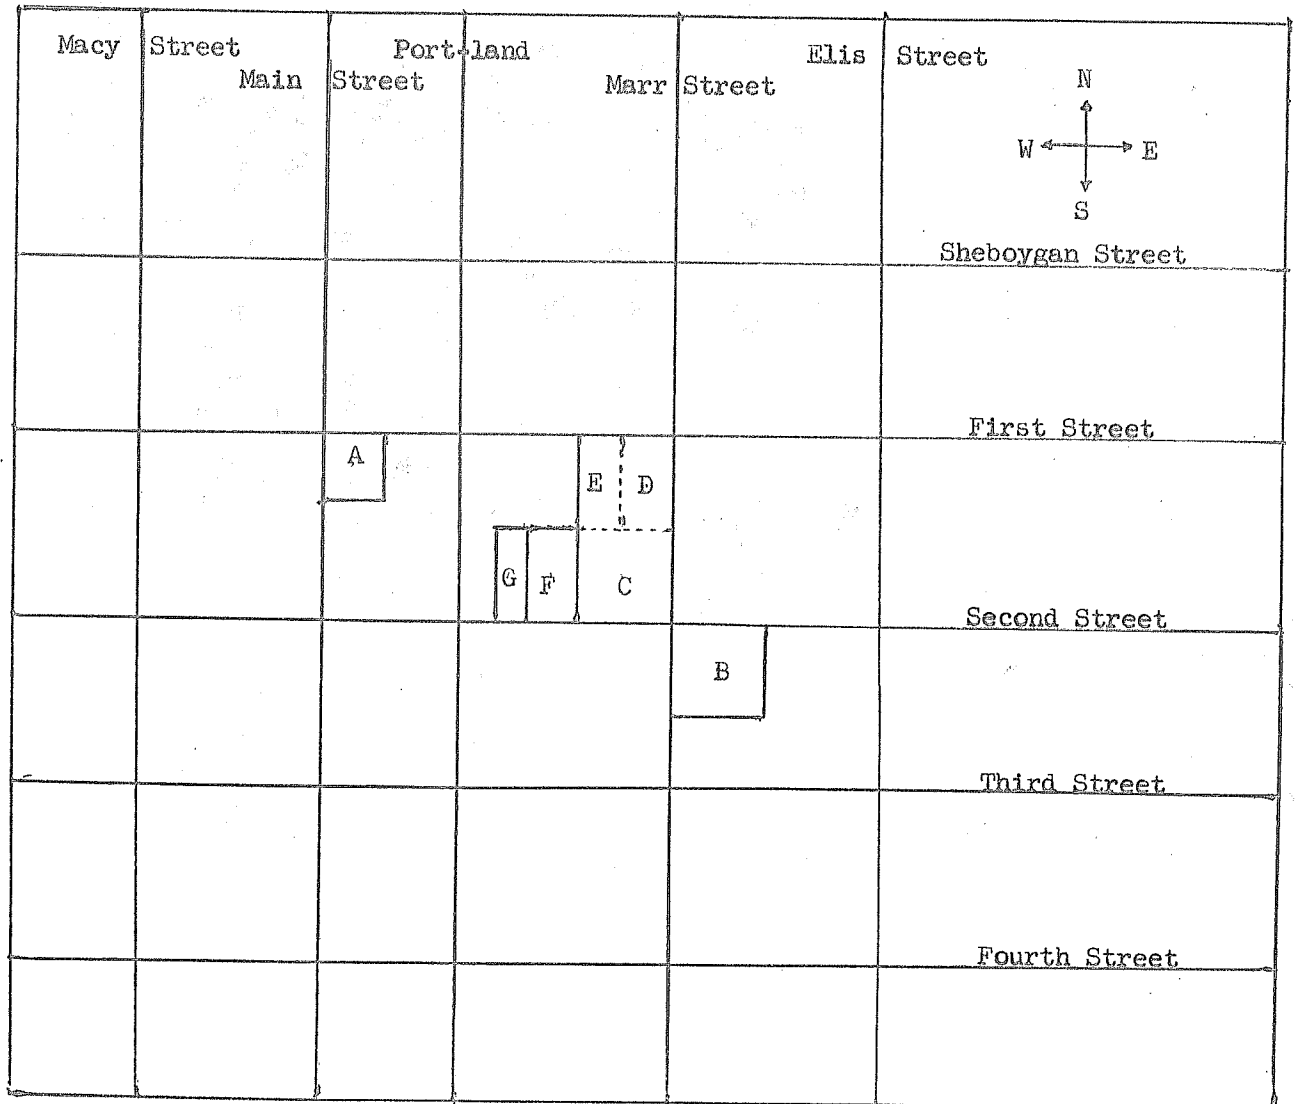 Macy Street
Main Street
Port-land
Marr Street
Elis Street
N
W E
S
Sheboygan Street
First Street
A
E D
G F C
Second Street
B
Third Street
Fourth Street